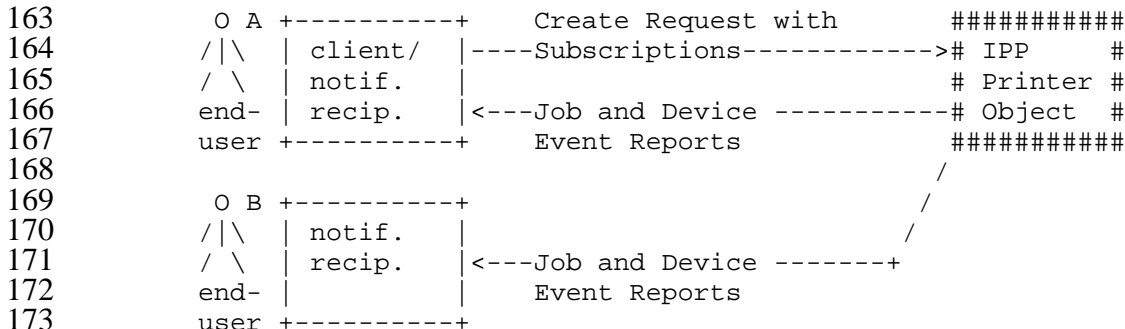 163 O A +----------+ Create Request with ###########
164 /|\ | client/ |----Subscriptions------------># IPP #
165 / \ | notif. | # Printer #
166 end- | recip. |<---Job and Device -----------# Object #
167 user +----------+ Event Reports ###########
168 /
169 O B +----------+ /
170 /|\ | notif. | /
171 / \ | recip. |<---Job and Device -------+
172 end- | | Event Reports
173 user +----------+